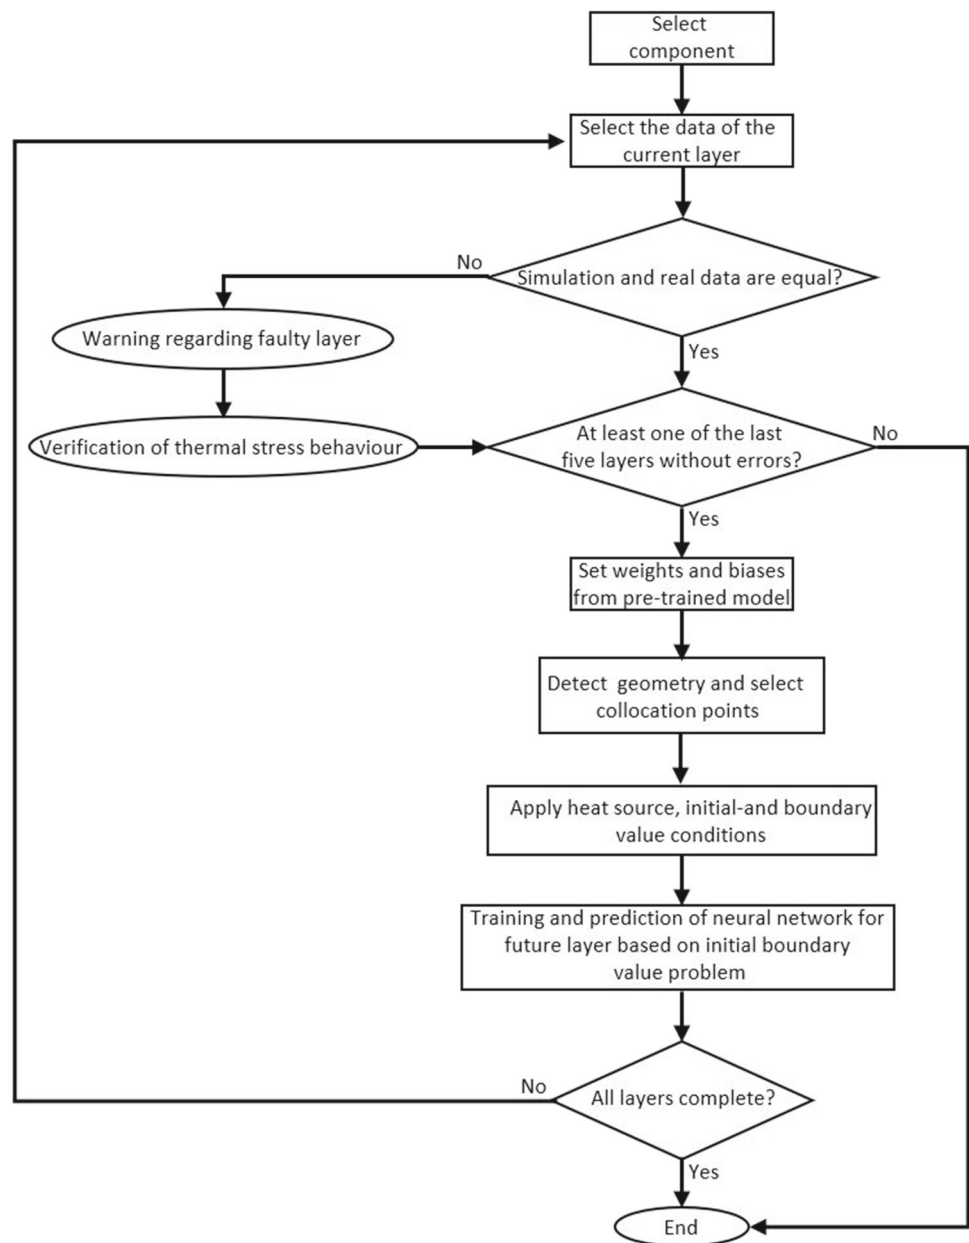 Select
component
Select the data of the
current layer
No
Simulation and real data are equal?
Warning regarding faulty layer
Yes
Verification of thermal stress behaviour
At least one of the last
five layers without errors?
No
Yes
Set weights and biases
from pre-trained model
Detect geometry and select
collocation points
Apply heat source, initial-and boundary
value conditions
Training and prediction of neural network for
future layer based on initial boundary
value problem
No
All layers complete?
Yes
End